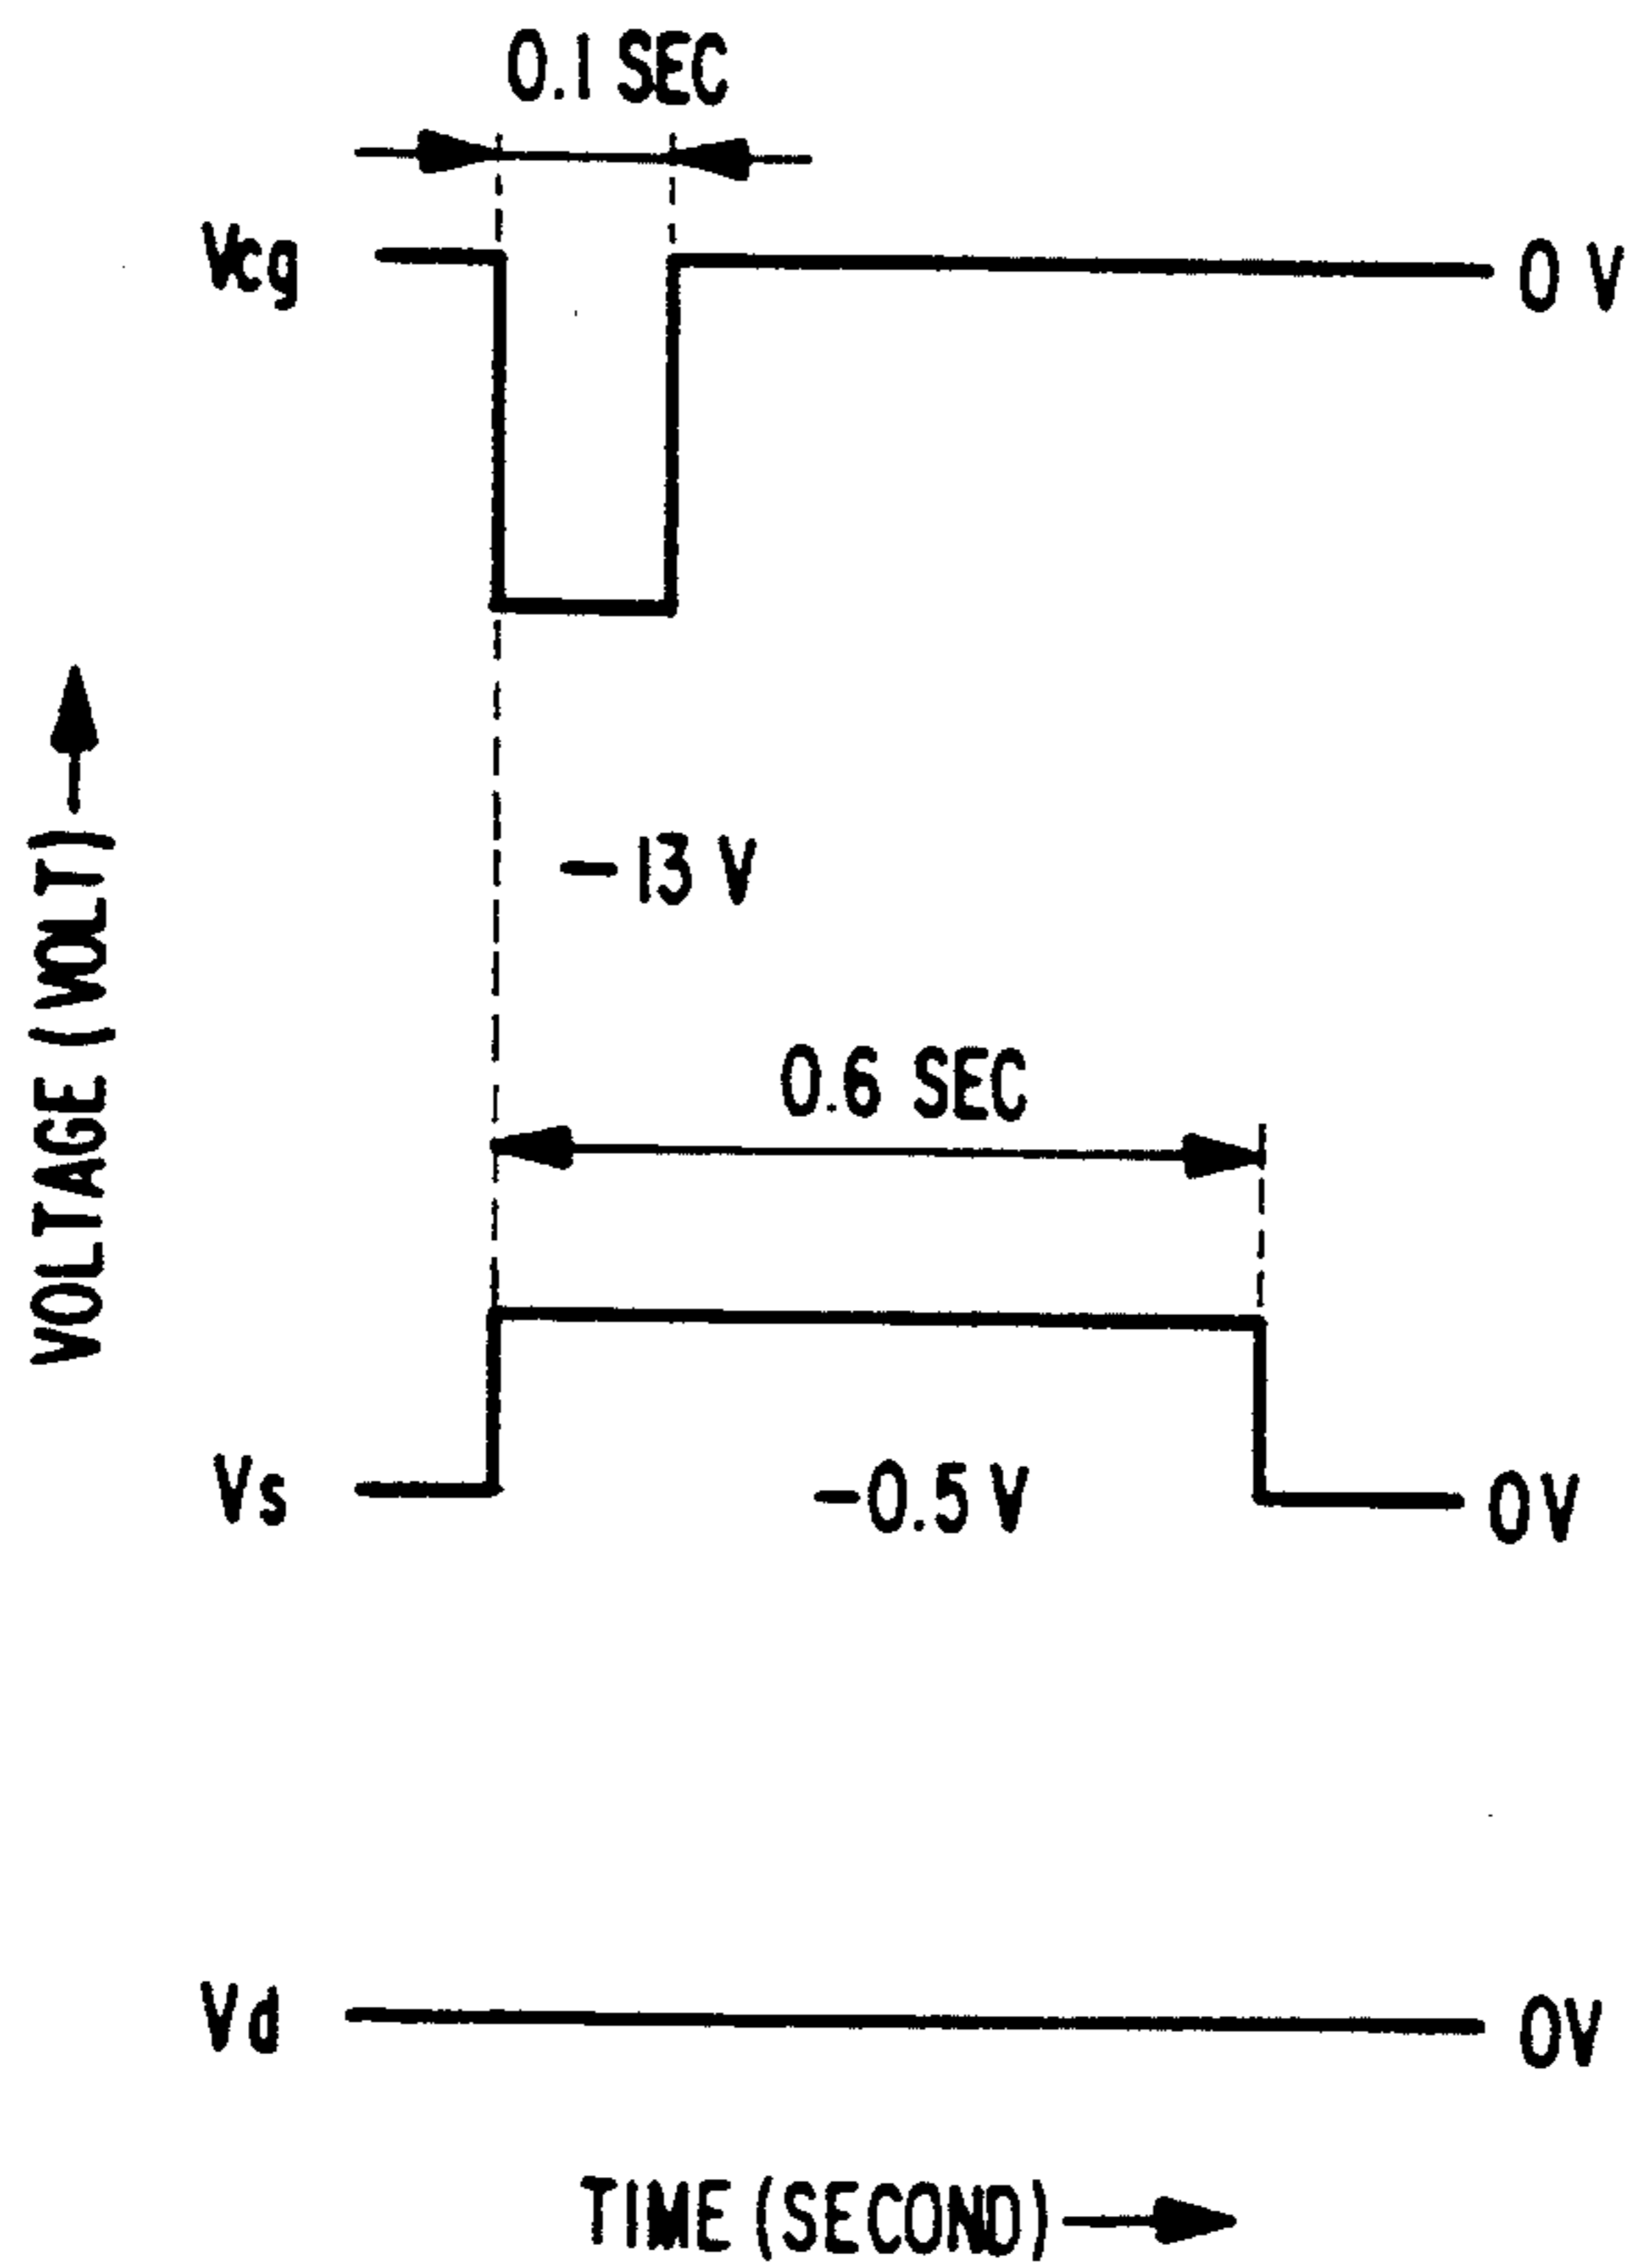 0.1 SEC
Vcg
0 V
-13 V
VOLTAGE (VOLT)
0.6 SEC
Vs
-0.5 V
0V
Vd
0V
TIME (SECOND)